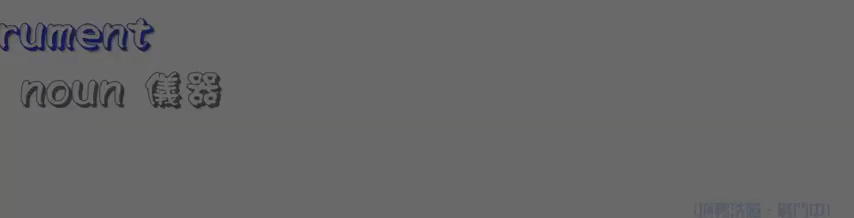 rument
noun 儀器